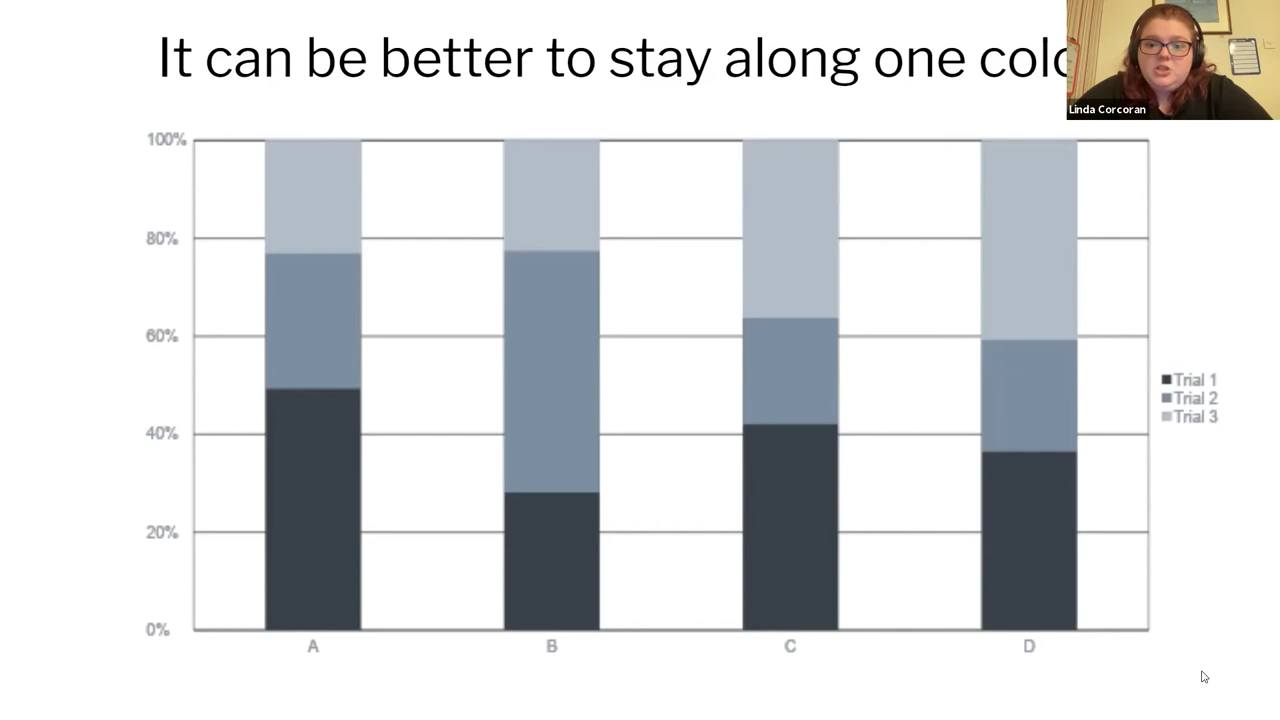 It can be better to stay along one
Linda Corcoran
100%
80%
60%
40%
20%
0%
A B C D
Trial 1
Trial 2
Trial 3